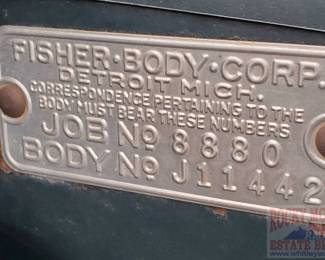 FISHER·BODY·CORP.
DETROIT MICH.
CORRESPONDENCE PERTAINING TO THE
BODY MUST BEAR THESE NUMBERS
JOB No 8880
BODY No J11442
ESTATE